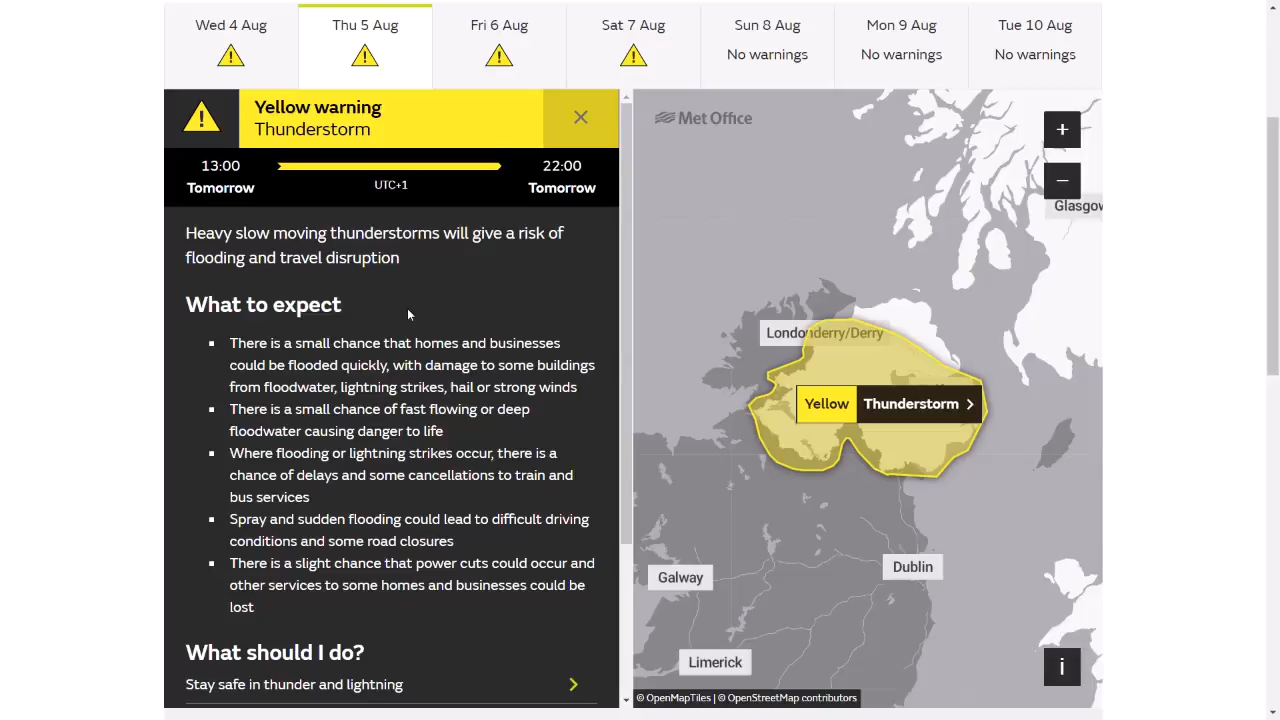 Wed 4 Aug
Thu 5 Aug
Fri 6 Aug
Sat 7 Aug
Sun 8 Aug
No warnings
Mon 9 Aug
No warnings
Tue 10 Aug
No warnings
Yellow warning
Thunderstorm
13:00
Tomorrow
UTC+1
22:00
Tomorrow
Heavy slow moving thunderstorms will give a risk of
flooding and travel disruption
What to expect
There is a small chance that homes and businesses
could be flooded quickly, with damage to some buildings
from floodwater, lightning strikes, hail or strong winds
There is a small chance of fast flowing or deep
floodwater causing danger to life
Where flooding or lightning strikes occur, there is a
chance of delays and some cancellations to train and
bus services
Spray and sudden flooding could lead to difficult driving
conditions and some road closures
There is a slight chance that power cuts could occur and
other services to some homes and businesses could be
lost
What should I do?
Stay safe in thunder and lightning
Met Office
Glasgow
Londonderry/Derry
Yellow Thunderstorm
Dublin
Galway
Limerick
© OpenMapTiles | © OpenStreetMap contributors